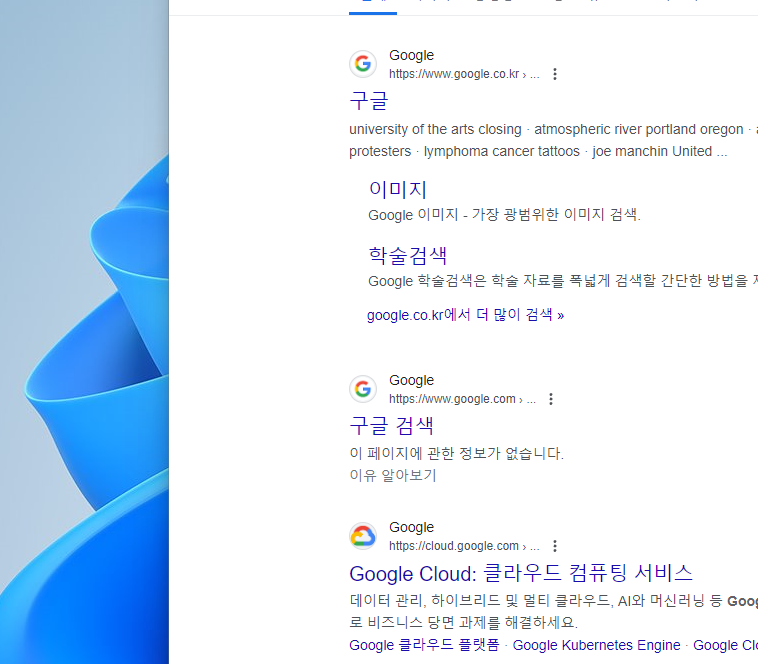 Google
https://www.google.co.kr › ...
구글
university of the arts closing · atmospheric river portland oregon ·
protesters · lymphoma cancer tattoos · joe manchin United ...
이미지
Google 이미지 - 가장 광범위한 이미지 검색.
학술검색
Google 학술검색은 학술 자료를 폭넓게 검색할 간단한 방법을
google.co.kr에서 더 많이 검색 »
Google
https://www.google.com › ...
구글 검색
이 페이지에 관한 정보가 없습니다.
이유 알아보기
Google
https://cloud.google.com › ...
Google Cloud: 클라우드 컴퓨팅 서비스
데이터 관리, 하이브리드 및 멀티 클라우드, AI와 머신러닝 등
로 비즈니스 당면 과제를 해결하세요.
Google 클라우드 플랫폼 · Google Kubernetes Engine · Google